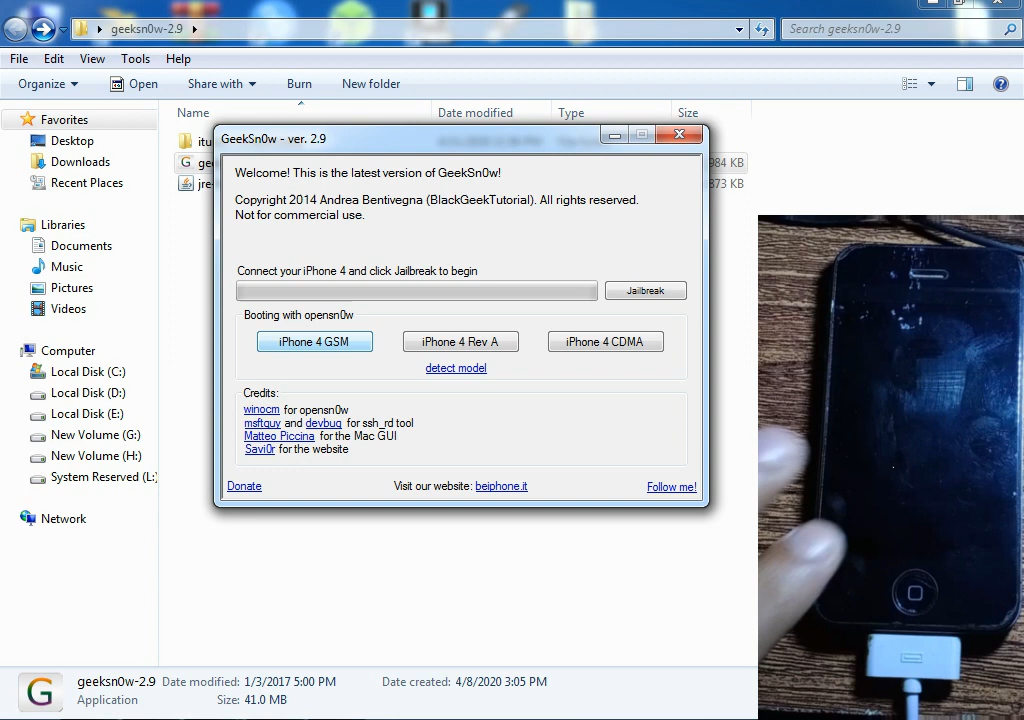 geeksn0w-2.9
Search geeksn0w-2.9
File Edit View Tools Help
Organize Open Share with Burn New folder
Favorites
Desktop
Downloads
Recent Places
Libraries
Documents
Music
Pictures
Videos
Computer
Local Disk (C:)
Local Disk (D:)
Local Disk (E:)
New Volume (G:)
New Volume (H:)
System Reserved (L:)
Network
Name Date modified Type Size
984 KB
873 KB
GeekSn0w - ver. 2.9
Welcome! This is the latest version of GeekSn0w!
Copyright 2014 Andrea Bentivegna (BlackGeekTutorial). All rights reserved.
Not for commercial use.
Connect your iPhone 4 and click Jailbreak to begin
Jailbreak
Booting with opensn0w
iPhone 4 GSM iPhone 4 Rev A iPhone 4 CDMA
detect model
Credits:
winocm for opensn0w
msftguy and devbug for ssh_rd tool
Matteo Piccina for the Mac GUI
Savi0r for the website
Donate Visit our website: beiphone.it Follow me!
G
geeksn0w-2.9 Date modified: 1/3/2017 5:00 PM Date created: 4/8/2020 3:05 PM
Application Size: 41.0 MB